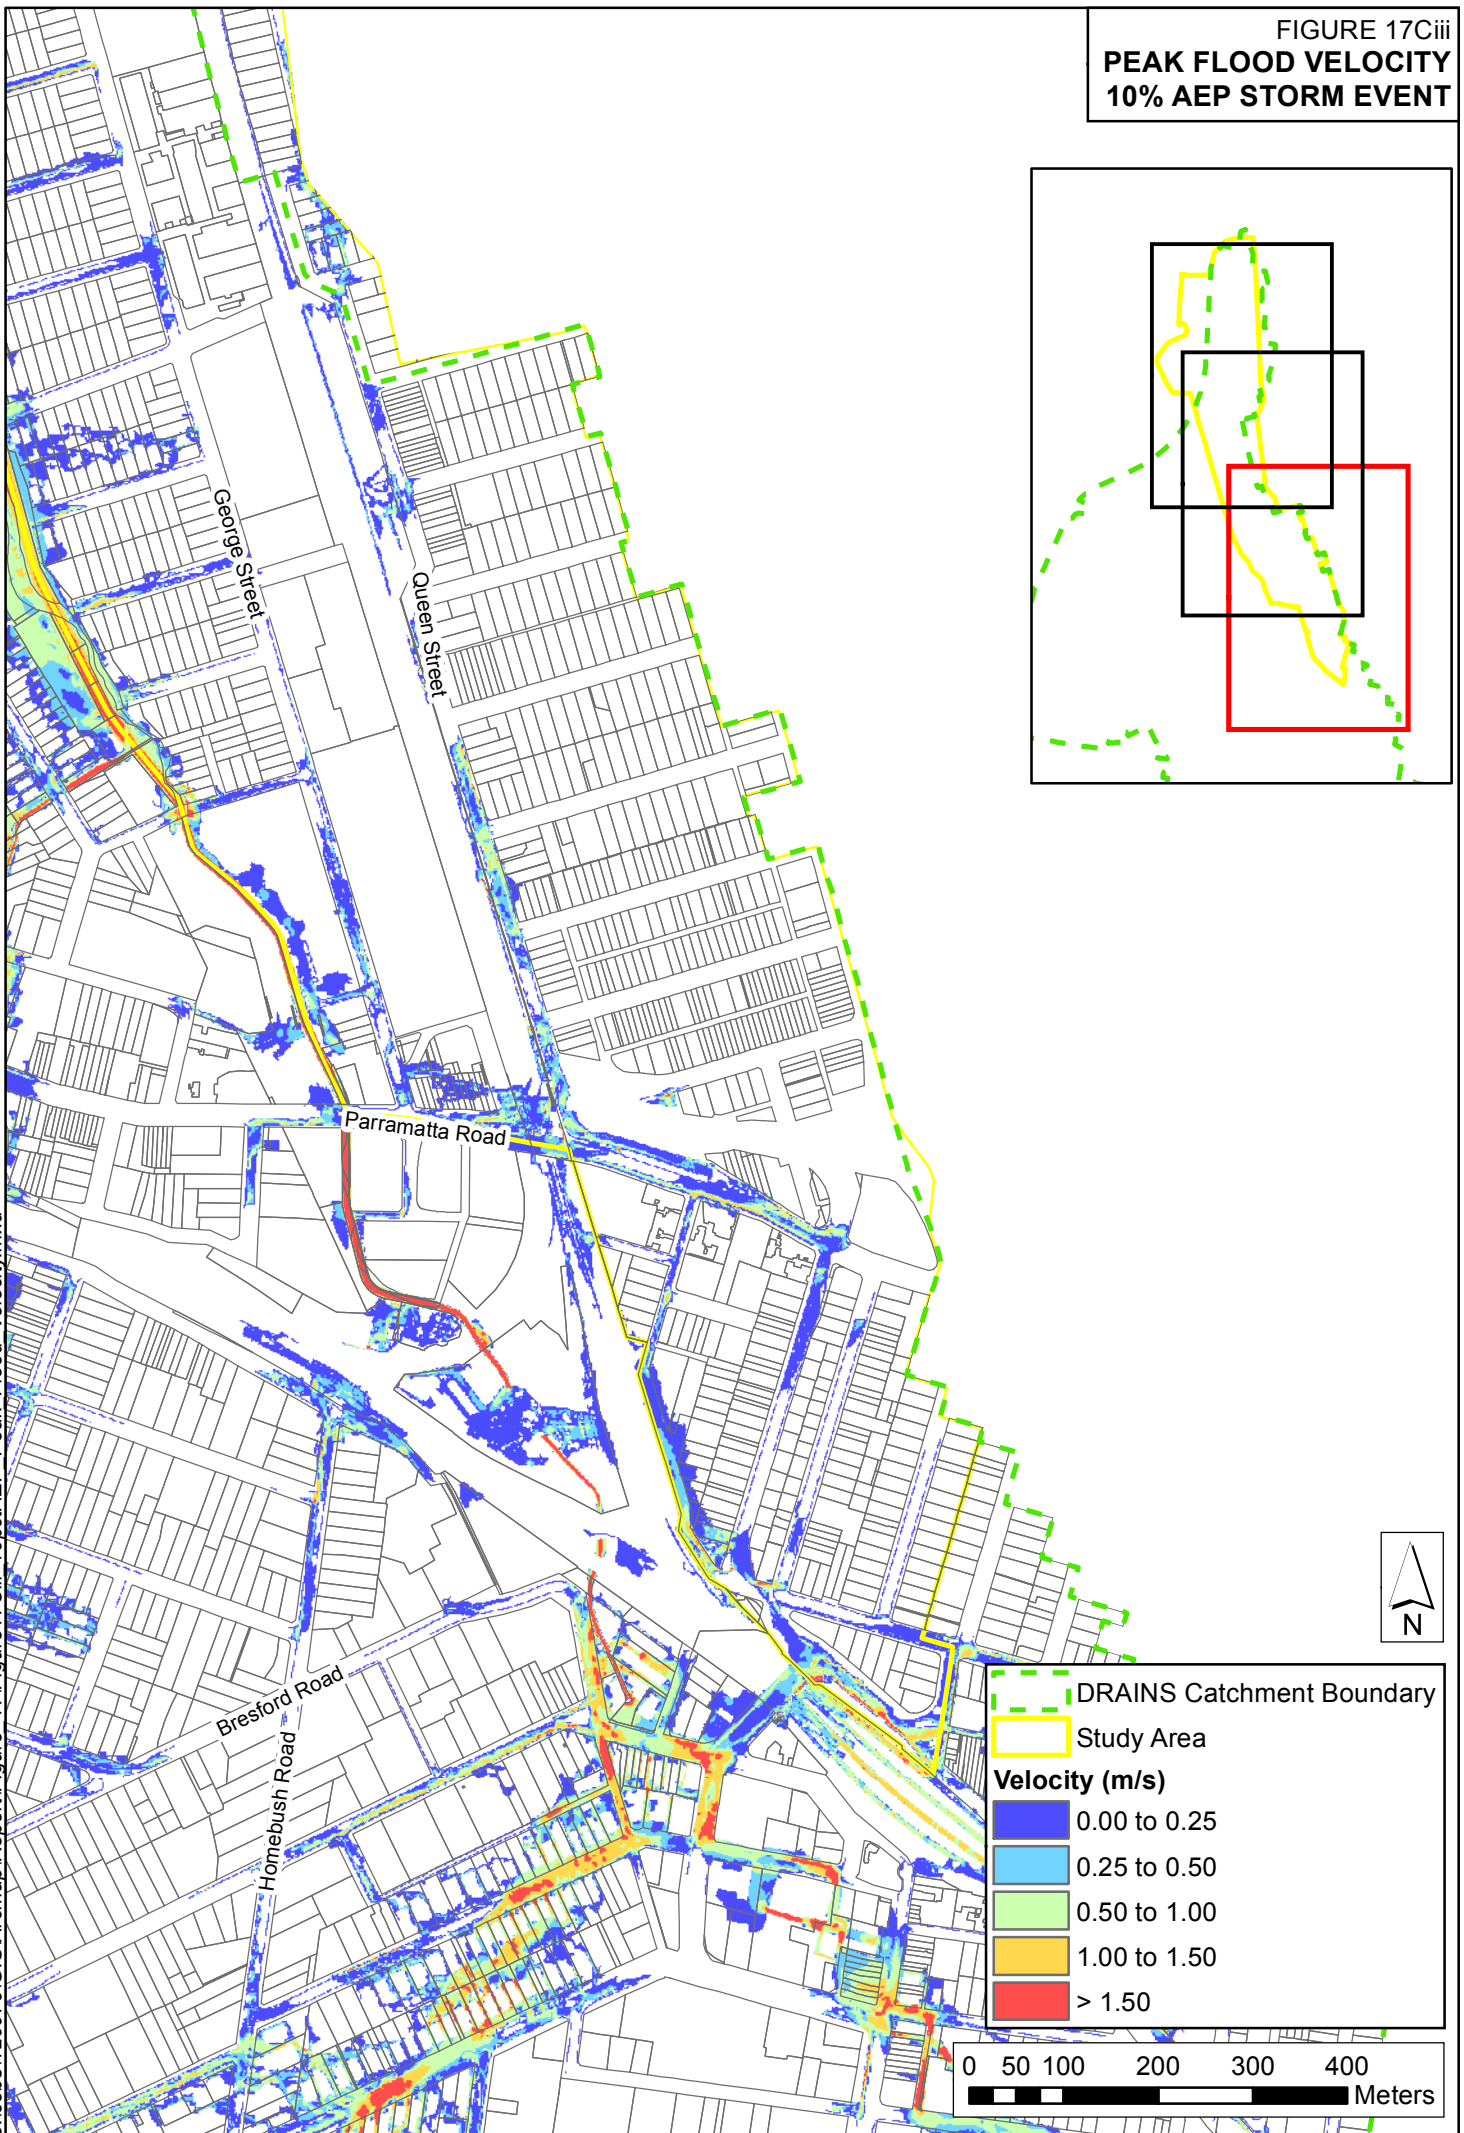 FIGURE 17Ciii
PEAK FLOOD VELOCITY
10% AEP STORM EVENT
George Street
Queen Street
Parramatta Road
Bresford Road
Homebush Road
N
DRAINS Catchment Boundary
Study Area
Velocity (m/s)
0.00 to 0.25
0.25 to 0.50
0.50 to 1.00
1.00 to 1.50
> 1.50
0 50 100 200 300 400
Meters